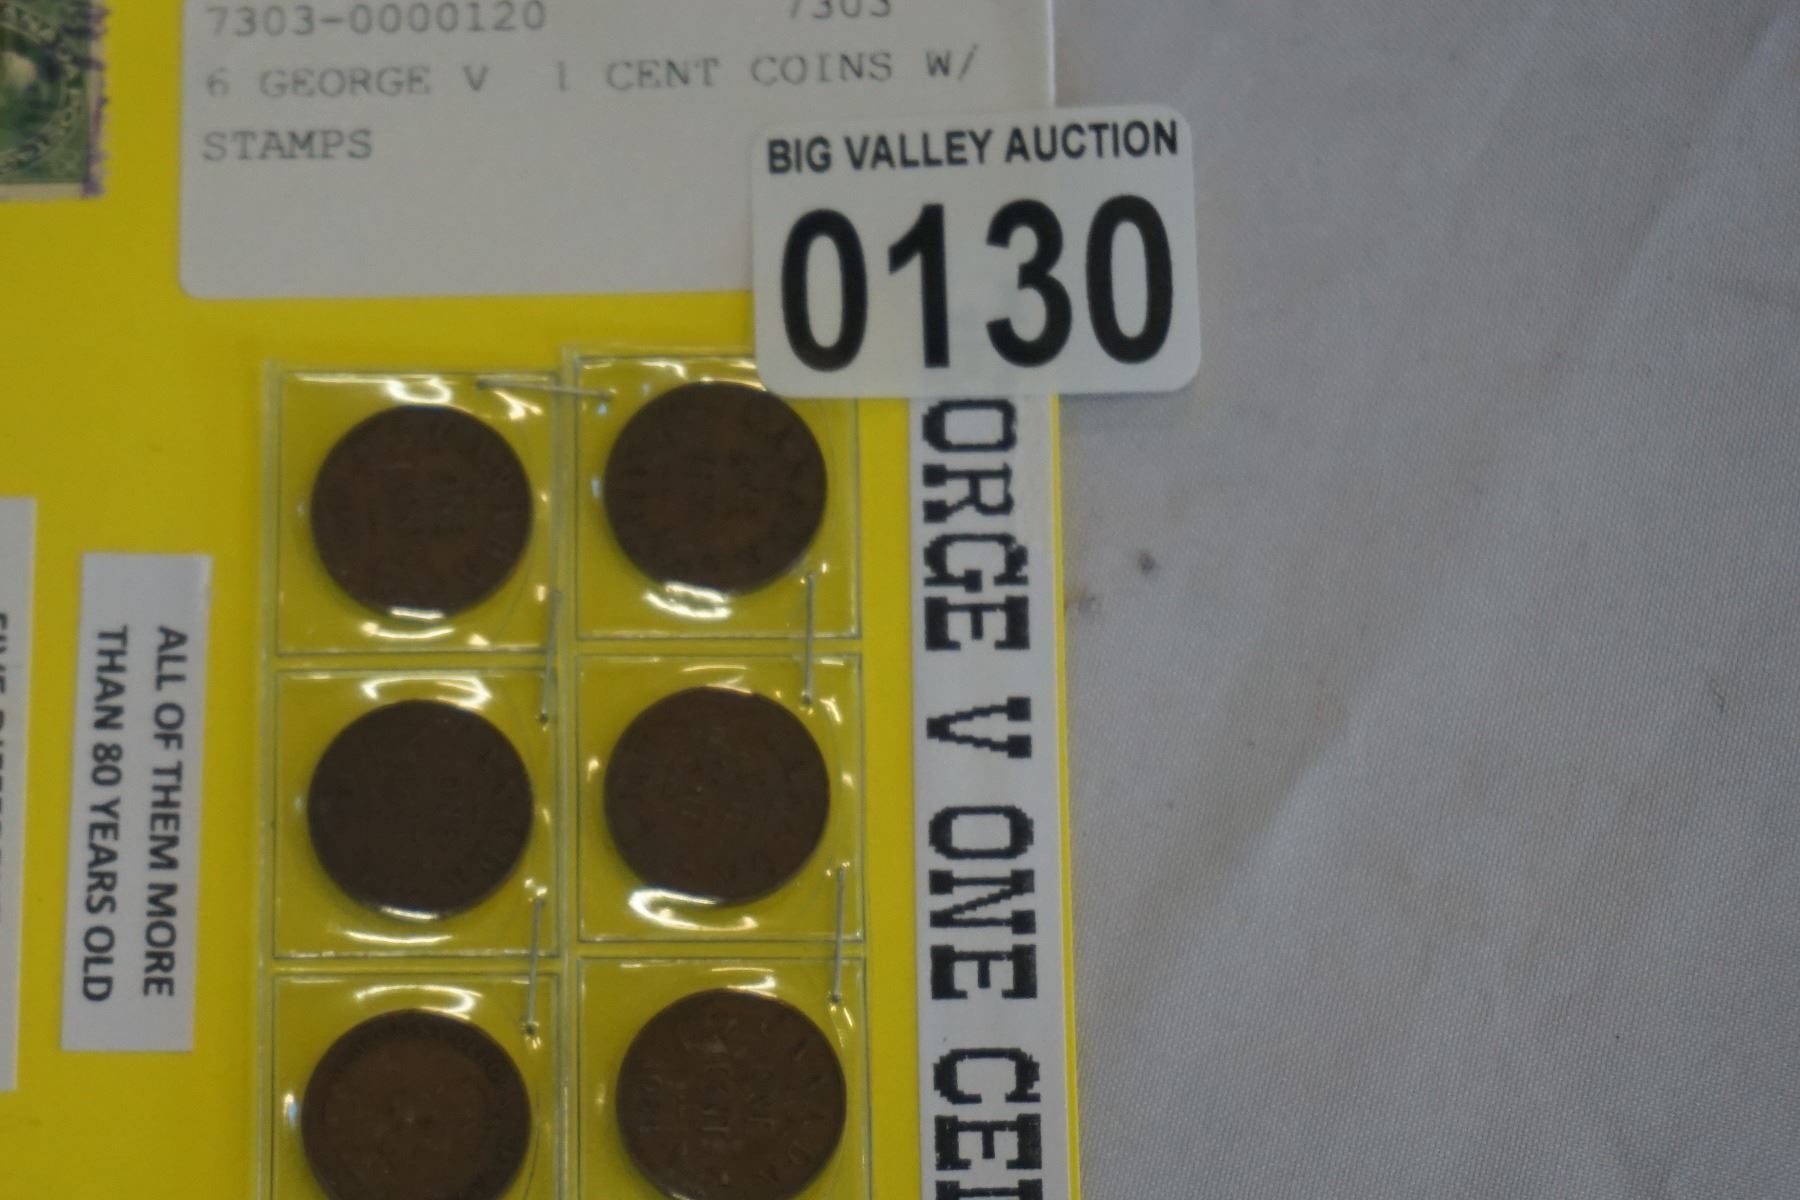 7303-0000120 7303
6 GEORGE V 1 CENT COINS W/
STAMPS
BIG VALLEY AUCTION
0130
ORGE V ONE CE
ALL OF THEM MORE
THAN 80 YEARS OLD